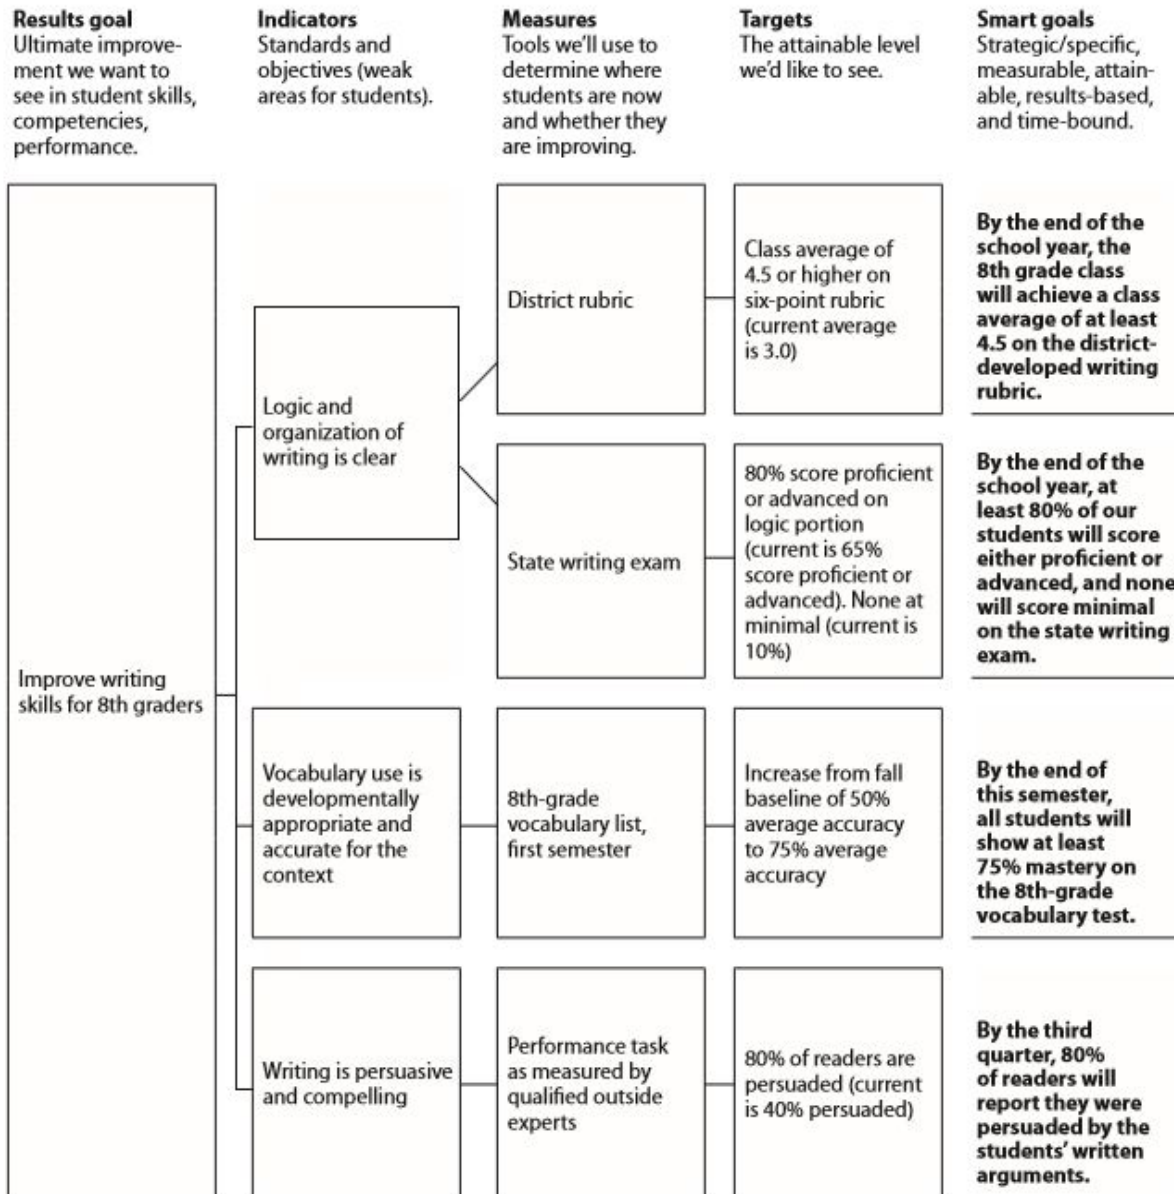 Results goal
Ultimate improve-
ment we want to
see in student skills,
competencies,
performance.
Indicators
Standards and
objectives (weak
areas for students).
Measures
Tools we'll use to
determine where
students are now
and whether they
are improving.
Targets
The attainable level
we'd like to see.
Smart goals
Strategic/specific,
measurable, attain-
able, results-based,
and time-bound.
Improve writing
skills for 8th graders
Logic and
organization of
writing is clear
District rubric
Class average of
4.5 or higher on
six-point rubric
(current average
is 3.0)
By the end of the
school year, the
8th grade class
will achieve a class
average of at least
4.5 on the district-
developed writing
rubric.
State writing exam
80% score proficient
or advanced on
logic portion
(current is 65%
score proficient or
advanced). None at
minimal (current is
10%)
By the end of the
school year, at
least 80% of our
students will score
either proficient or
advanced, and none
will score minimal
on the state writing
exam.
Vocabulary use is
developmentally
appropriate and
accurate for the
context
8th-grade
vocabulary list,
first semester
Increase from fall
baseline of 50%
average accuracy
to 75% average
accuracy
By the end of
this semester,
all students will
show at least
75% mastery on
the 8th-grade
vocabulary test.
Writing is persuasive
and compelling
Performance task
as measured by
qualified outside
experts
80% of readers are
persuaded (current
is 40% persuaded)
By the third
quarter, 80%
of readers will
report they were
persuaded by the
students' written
arguments.